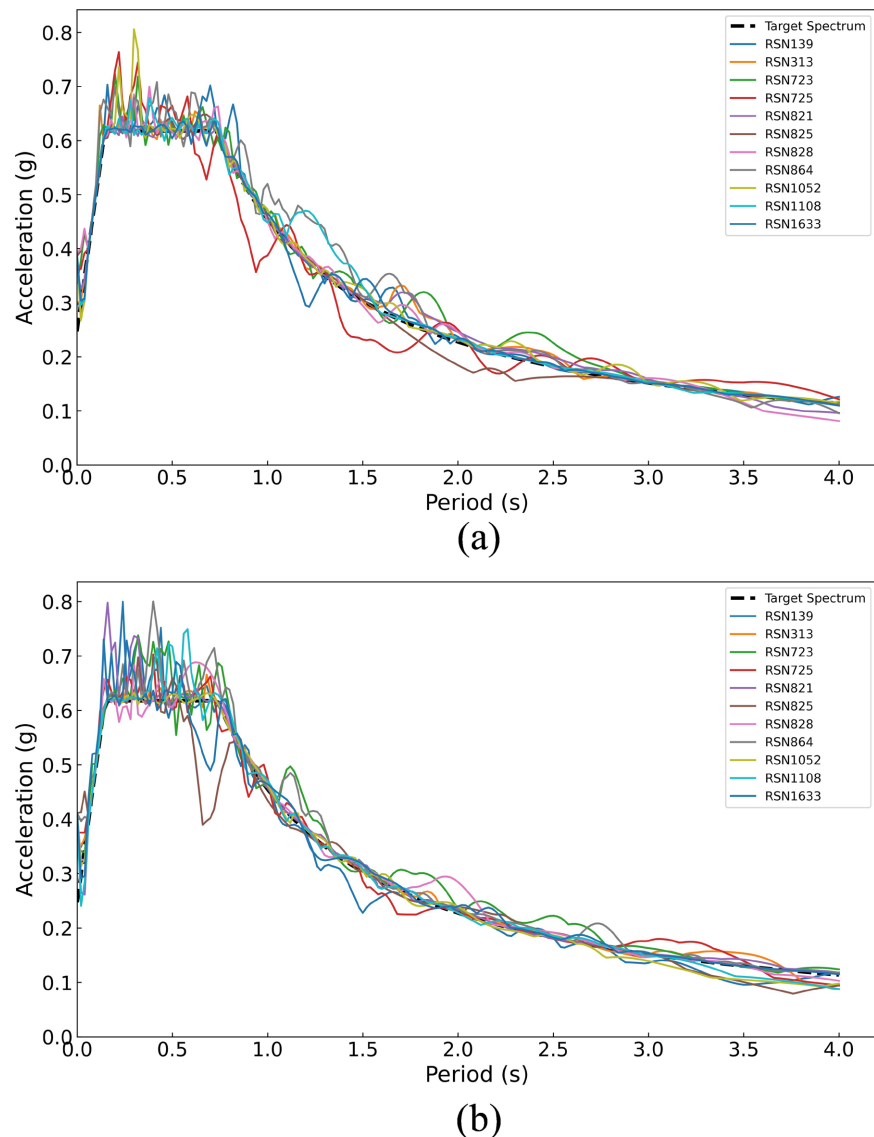 0.8
0.7
0.6
0.5
0.4
0.3
0.2
0.1
0.0
Acceleration (g)
Target Spectrum
RSN139
RSN313
RSN723
RSN725
RSN821
RSN825
RSN828
RSN864
RSN1052
RSN1108
RSN1633
0.0 0.5 1.0 1.5 2.0 2.5 3.0 3.5 4.0
Period (s)
(a)
0.8
0.7
0.6
0.5
0.4
0.3
0.2
0.1
0.0
Acceleration (g)
Target Spectrum
RSN139
RSN313
RSN723
RSN725
RSN821
RSN825
RSN828
RSN864
RSN1052
RSN1108
RSN1633
0.0 0.5 1.0 1.5 2.0 2.5 3.0 3.5 4.0
Period (s)
(b)